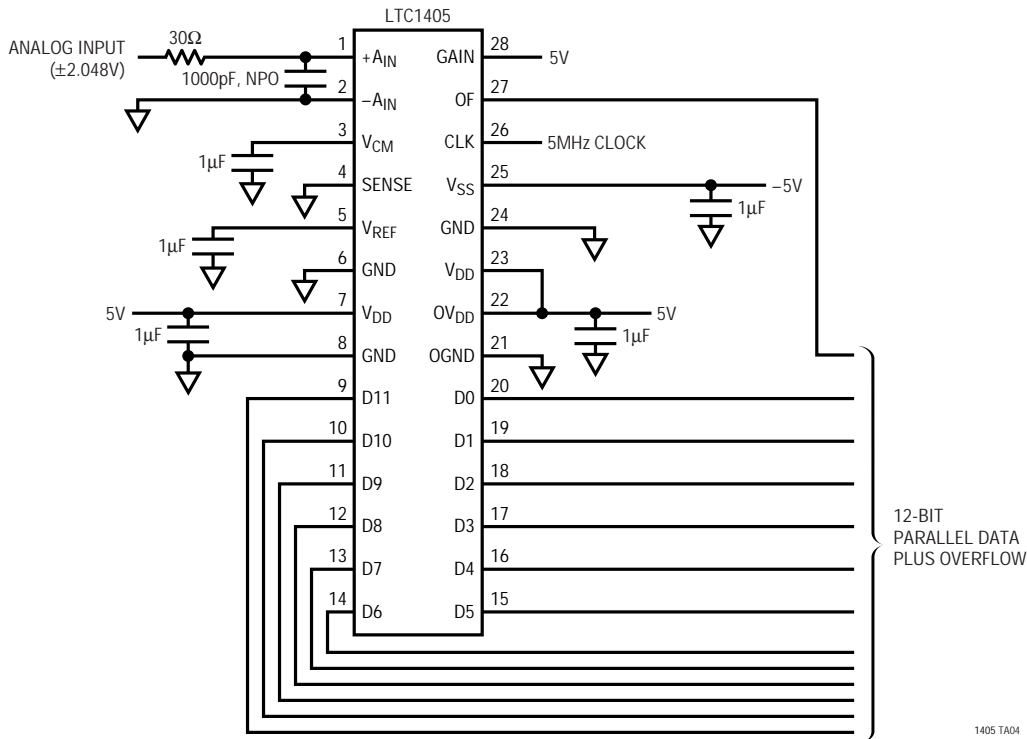 LTC1405
ANALOG INPUT
(±2.048V)
30Ω
1000pF, NPO
1
+AIN
2
–AIN
3
VCM
1µF
4
SENSE
5
VREF
1µF
6
GND
5V
7
VDD
1µF
8
GND
9
D11
10
D10
11
D9
12
D8
13
D7
14
D6
GAIN
28
5V
OF
27
CLK
26
5MHz CLOCK
VSS
25
–5V
1µF
GND
24
VDD
23
OVDD
22
5V
1µF
OGND
21
D0
20
D1
19
D2
18
D3
17
D4
16
D5
15
12-BIT
PARALLEL DATA
PLUS OVERFLOW
1405 TA04